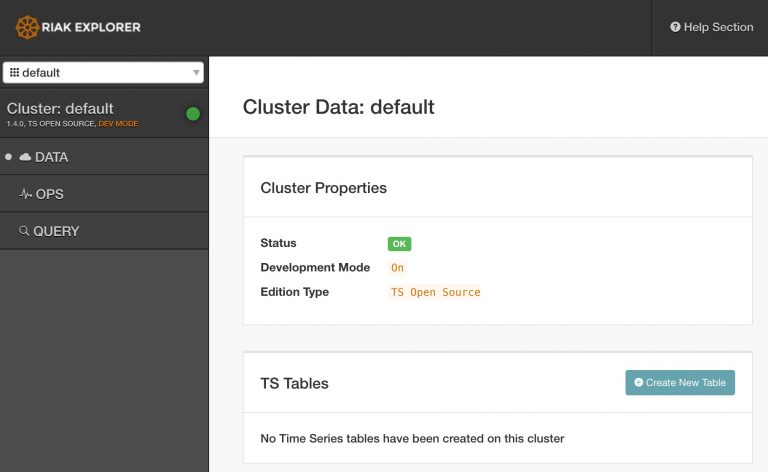 RIAK EXPLORER
Help Section
default
Cluster: default
1.4.0, TS OPEN SOURCE, DEV MODE
DATA
OPS
QUERY
Cluster Data: default
Cluster Properties
Status OK
Development Mode On
Edition Type TS Open Source
TS Tables
Create New Table
No Time Series tables have been created on this cluster